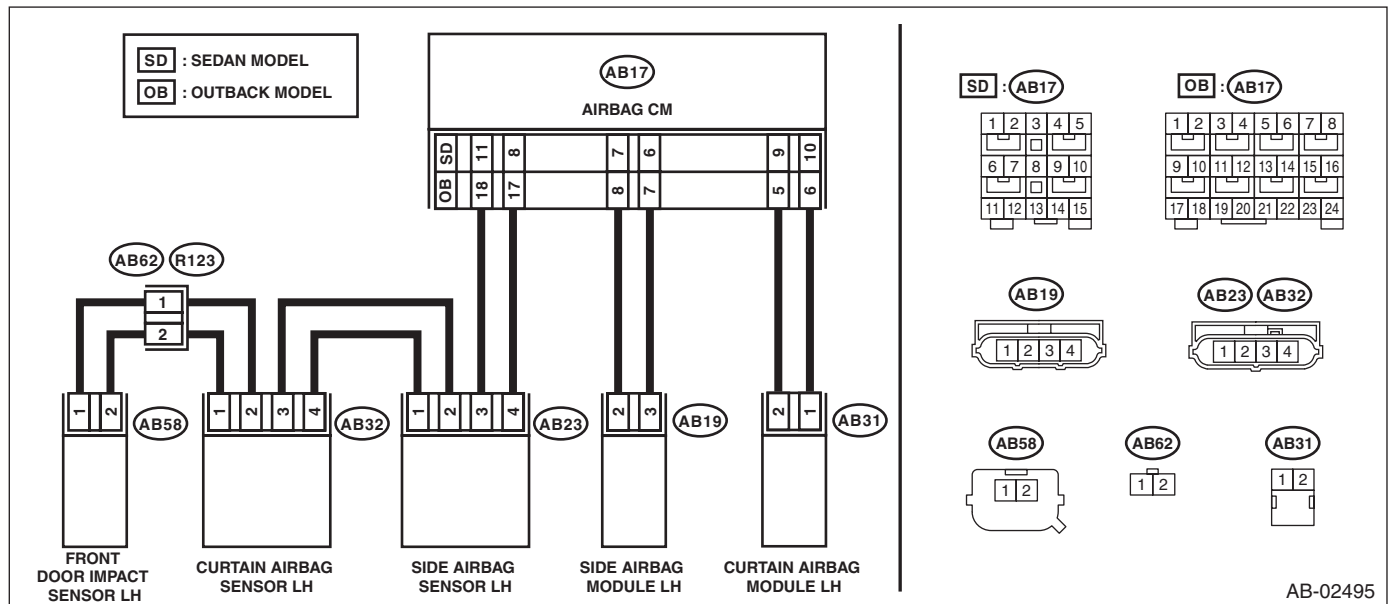 SD : SEDAN MODEL
OB : OUTBACK MODEL
AB17
AIRBAG CM
SD 11 8 7 6 9 10
OB 18 17 8 7 5 6
AB62 R123
1
2
1 2 AB58
1 2 3 4 AB32
1 2 3 4 AB23
2 3 AB19
2 1 AB31
FRONT
DOOR IMPACT
SENSOR LH
CURTAIN AIRBAG
SENSOR LH
SIDE AIRBAG
SENSOR LH
SIDE AIRBAG
MODULE LH
CURTAIN AIRBAG
MODULE LH
SD : AB17
1 2 3 4 5
6 7 8 9 10
11 12 13 14 15
OB : AB17
1 2 3 4 5 6 7 8
9 10 11 12 13 14 15 16
17 18 19 20 21 22 23 24
AB19
1 2 3 4
AB23 AB32
1 2 3 4
AB58
1 2
AB62
1 2
AB31
1 2
AB-02495